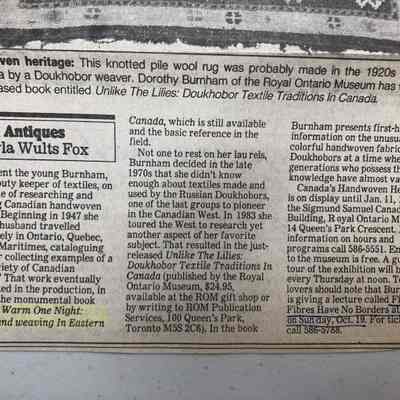 ven heritage: This knotted pile wool rug was probably made in the 1920s
a by a Doukhobor weaver. Dorothy Burnham of the Royal Ontario Museum has
ased book entitled Unlike The Lilies: Doukhobor Textile Traditions In Canada.
Antiques
la Wults Fox
ent the young Burnham,
uty keeper of textiles, on
e of researching and
g Canadian handwoven
Beginning in 1947 she
husband travelled
ely in Ontario, Quebec,
Maritimes, cataloguing
r collecting examples of a
riety of Canadian
That work eventually
ed in the production, in
the monumental book
Warm One Night:
and weaving In Eastern
Canada, which is still available
and the basic reference in the
field.
Not one to rest on her laurels,
Burnham decided in the late
1970s that she didn't know
enough about textiles made and
used by the Russian Doukhobors,
one of the last groups to pioneer
in the Canadian West. In 1983 she
toured the West to research yet
another aspect of her favorite
subject. That resulted in the just-
released Unlike The Lilies:
Doukhobor Textile Traditions In
Canada (published by the Royal
Ontario Museum, $24.95,
available at the ROM gift shop or
by writing to ROM Publication
Services, 100 Queen's Park,
Toronto M5S 2C6). In the book
Burnham presents first-h
information on the unusua
colorful handwoven fabric
Doukhobors at a time whe
generations who possess th
knowledge have almost va
Canada's Handwoven He
is on display until Jan. 11,
the Sigmund Samuel Cana
Building, Royal Ontario M
14 Queen's Park Crescent.
information on hours and
programs call 586-5551. En
to the museum is free. A gu
tour of the exhibition will b
every Thursday at noon. Te
lovers should note that Bur
is giving a lecture called Fl
Fibres Have No Borders at
on Sunday, Oct. 19. For tic
call 586-5788.